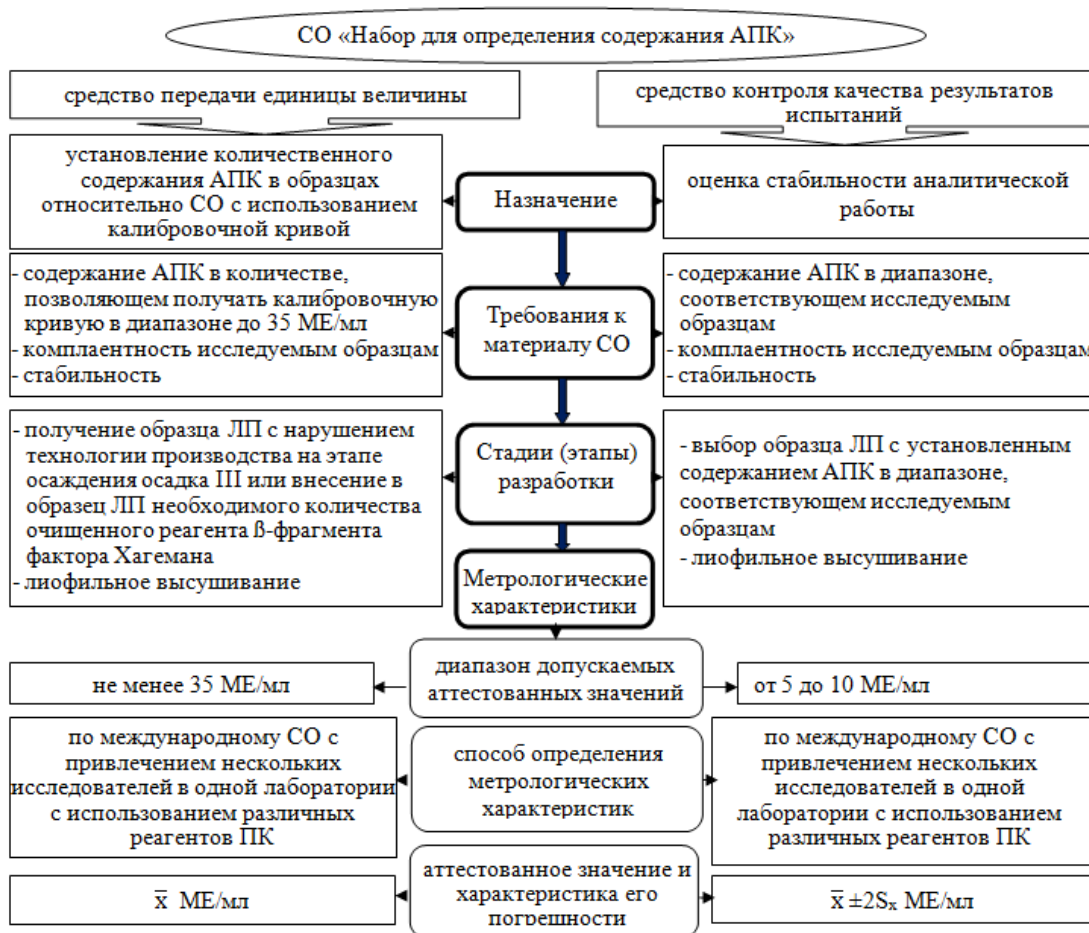 СО «Набор для определения содержания АПК»
средство передачи единицы величины
средство контроля качества результатов
испытаний
установление количественного
содержания АПК в образцах
относительно СО с использованием
калибровочной кривой
Назначение
оценка стабильности аналитической
работы
- содержание АПК в количестве,
позволяющем получать калибровочную
кривую в диапазоне до 35 МЕ/мл
- комплаентность исследуемым образцам
- стабильность
Требования к
материалу СО
- содержание АПК в диапазоне,
соответствующем исследуемым
образцам
- комплаентность исследуемым образцам
- стабильность
- получение образца ЛП с нарушением
технологии производства на этапе
осаждения осадка III или внесение в
образец ЛП необходимого количества
очищенного реагента ß-фрагмента
фактора Хагемана
- лиофильное высушивание
Стадии (этапы)
разработки
- выбор образца ЛП с установленным
содержанием АПК в диапазоне,
соответствующем исследуемым
образцам
- лиофильное высушивание
Метрологические
характеристики
диапазон допускаемых
аттестованных значений
не менее 35 МЕ/мл
от 5 до 10 МЕ/мл
по международному СО с
привлечением нескольких
исследователей в одной лаборатории
с использованием различных
реагентов ПК
способ определения
метрологических
характеристик
по международному СО с
привлечением нескольких
исследователей в одной
лаборатории с использованием
различных реагентов ПК
аттестованное значение и
характеристика его
погрешности
x̅ МЕ/мл
x̅ ±2Sₓ МЕ/мл